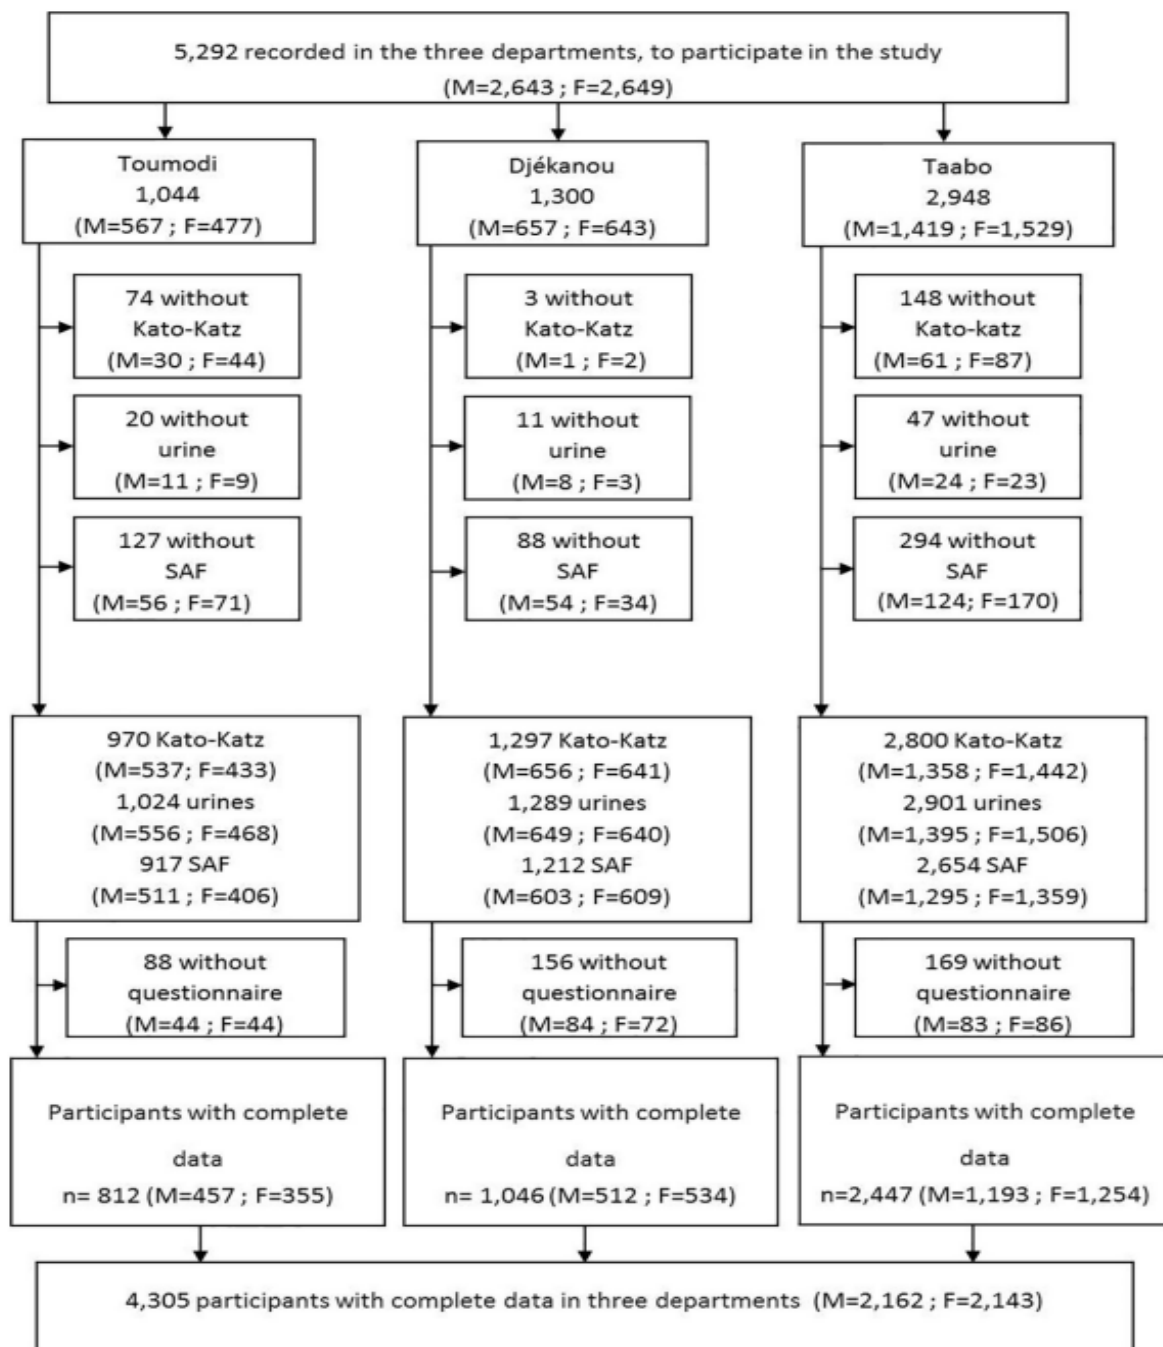 5,292 recorded in the three departments, to participate in the study
(M=2,643 ; F=2,649)
Toumodi
1,044
(M=567 ; F=477)
Djékanou
1,300
(M=657 ; F=643)
Taabo
2,948
(M=1,419 ; F=1,529)
74 without
Kato-Katz
(M=30 ; F=44)
3 without
Kato-Katz
(M=1 ; F=2)
148 without
Kato-katz
(M=61 ; F=87)
20 without
urine
(M=11 ; F=9)
11 without
urine
(M=8 ; F=3)
47 without
urine
(M=24 ; F=23)
127 without
SAF
(M=56 ; F=71)
88 without
SAF
(M=54 ; F=34)
294 without
SAF
(M=124; F=170)
970 Kato-Katz
(M=537; F=433)
1,024 urines
(M=556 ; F=468)
917 SAF
(M=511 ; F=406)
1,297 Kato-Katz
(M=656 ; F=641)
1,289 urines
(M=649 ; F=640)
1,212 SAF
(M=603 ; F=609)
2,800 Kato-Katz
(M=1,358 ; F=1,442)
2,901 urines
(M=1,395 ; F=1,506)
2,654 SAF
(M=1,295 ; F=1,359)
88 without
questionnaire
(M=44 ; F=44)
156 without
questionnaire
(M=84 ; F=72)
169 without
questionnaire
(M=83 ; F=86)
Participants with complete
data
n= 812 (M=457 ; F=355)
Participants with complete
data
n= 1,046 (M=512 ; F=534)
Participants with complete
data
n=2,447 (M=1,193 ; F=1,254)
4,305 participants with complete data in three departments (M=2,162 ; F=2,143)